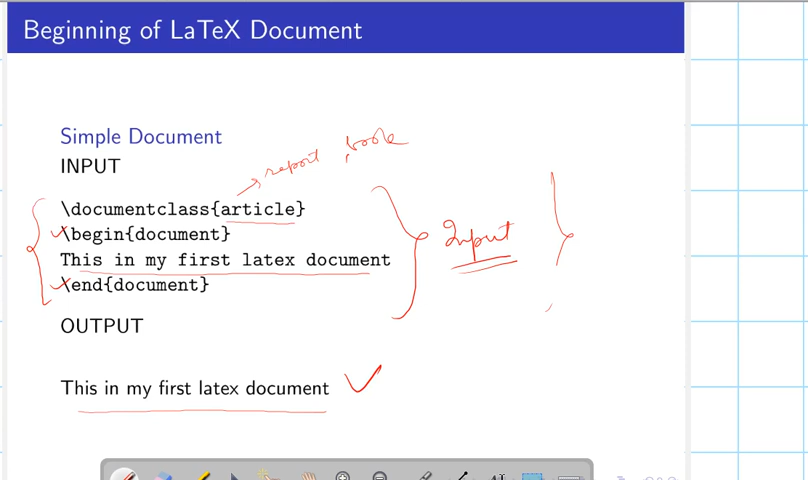 Beginning of LaTeX Document
Simple Document
report, book
INPUT
\documentclass{article}
\begin{document}
This in my first latex document
\end{document}
Input
OUTPUT
This in my first latex document